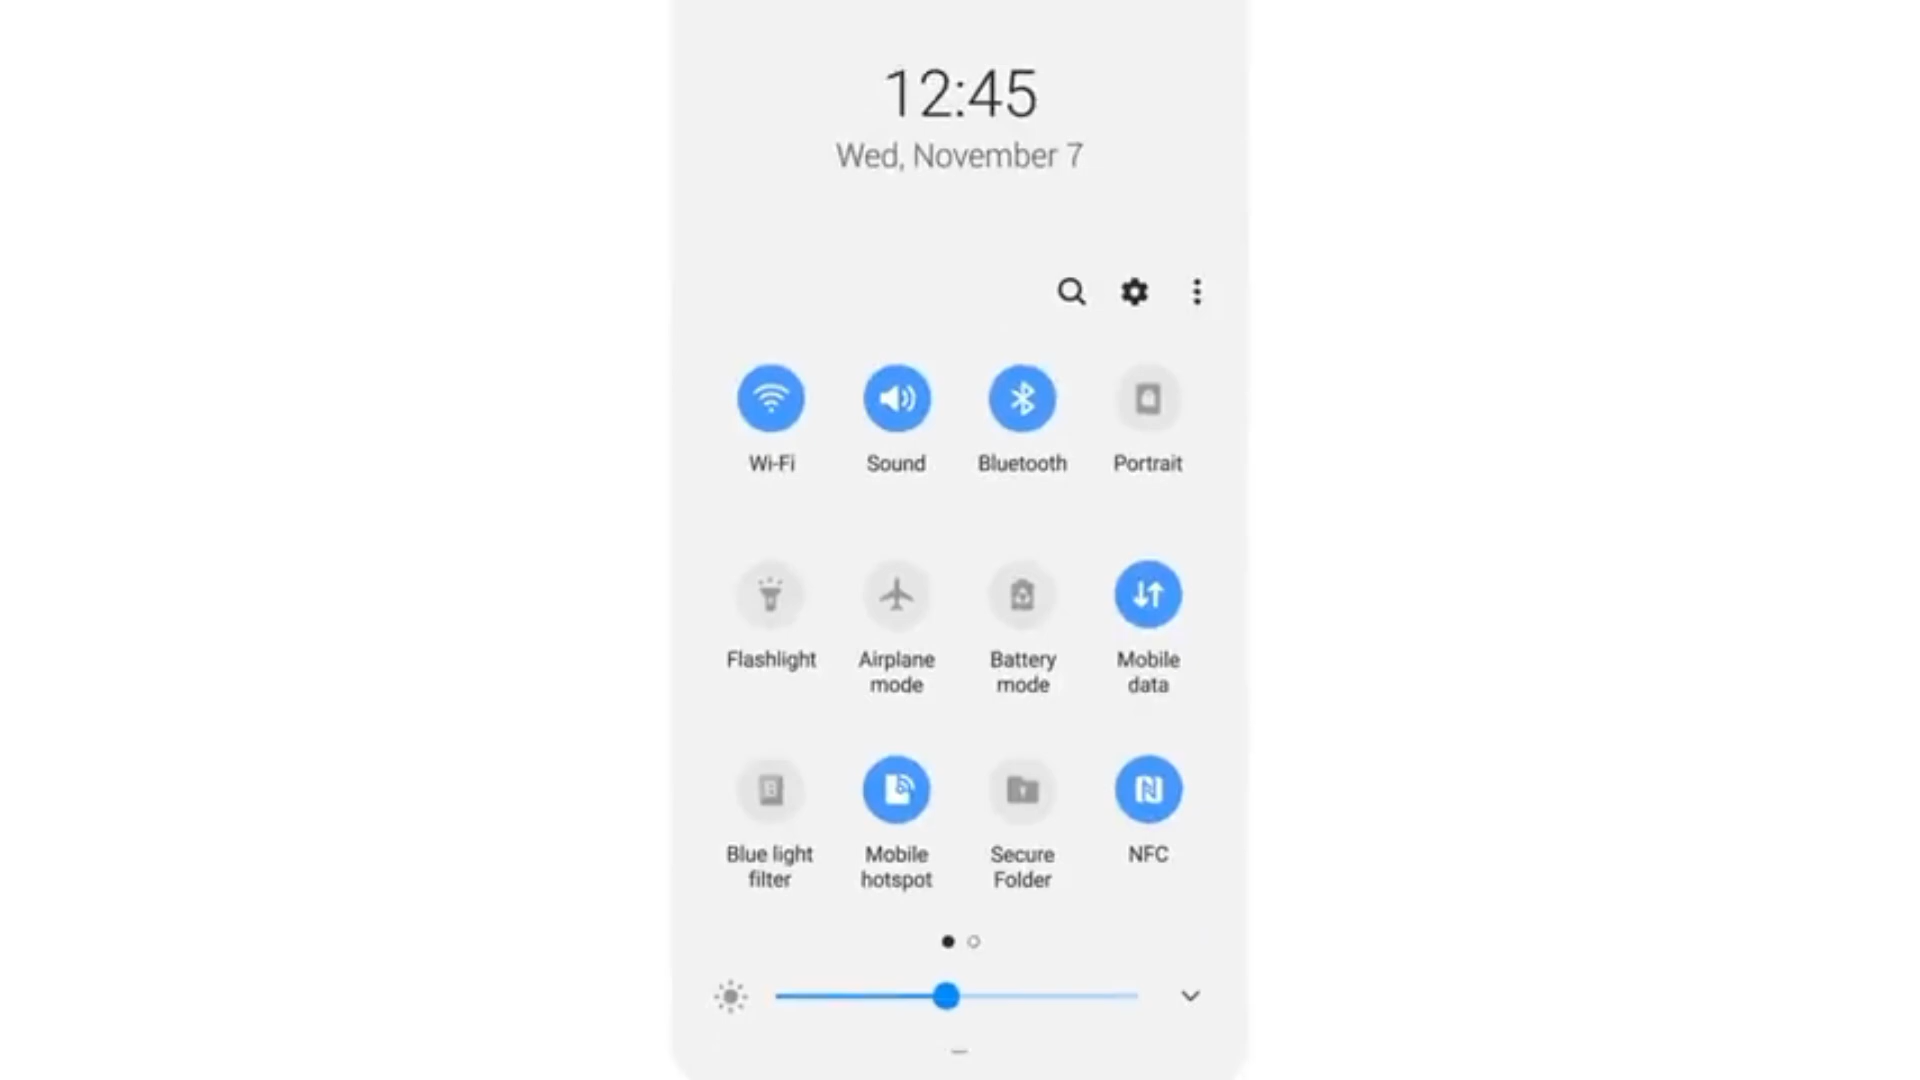 12:45
Wed, November 7
Wi-Fi
Sound
Bluetooth
Portrait
Flashlight
Airplane
mode
Battery
mode
Mobile
data
Blue light
filter
Mobile
hotspot
Secure
Folder
NFC